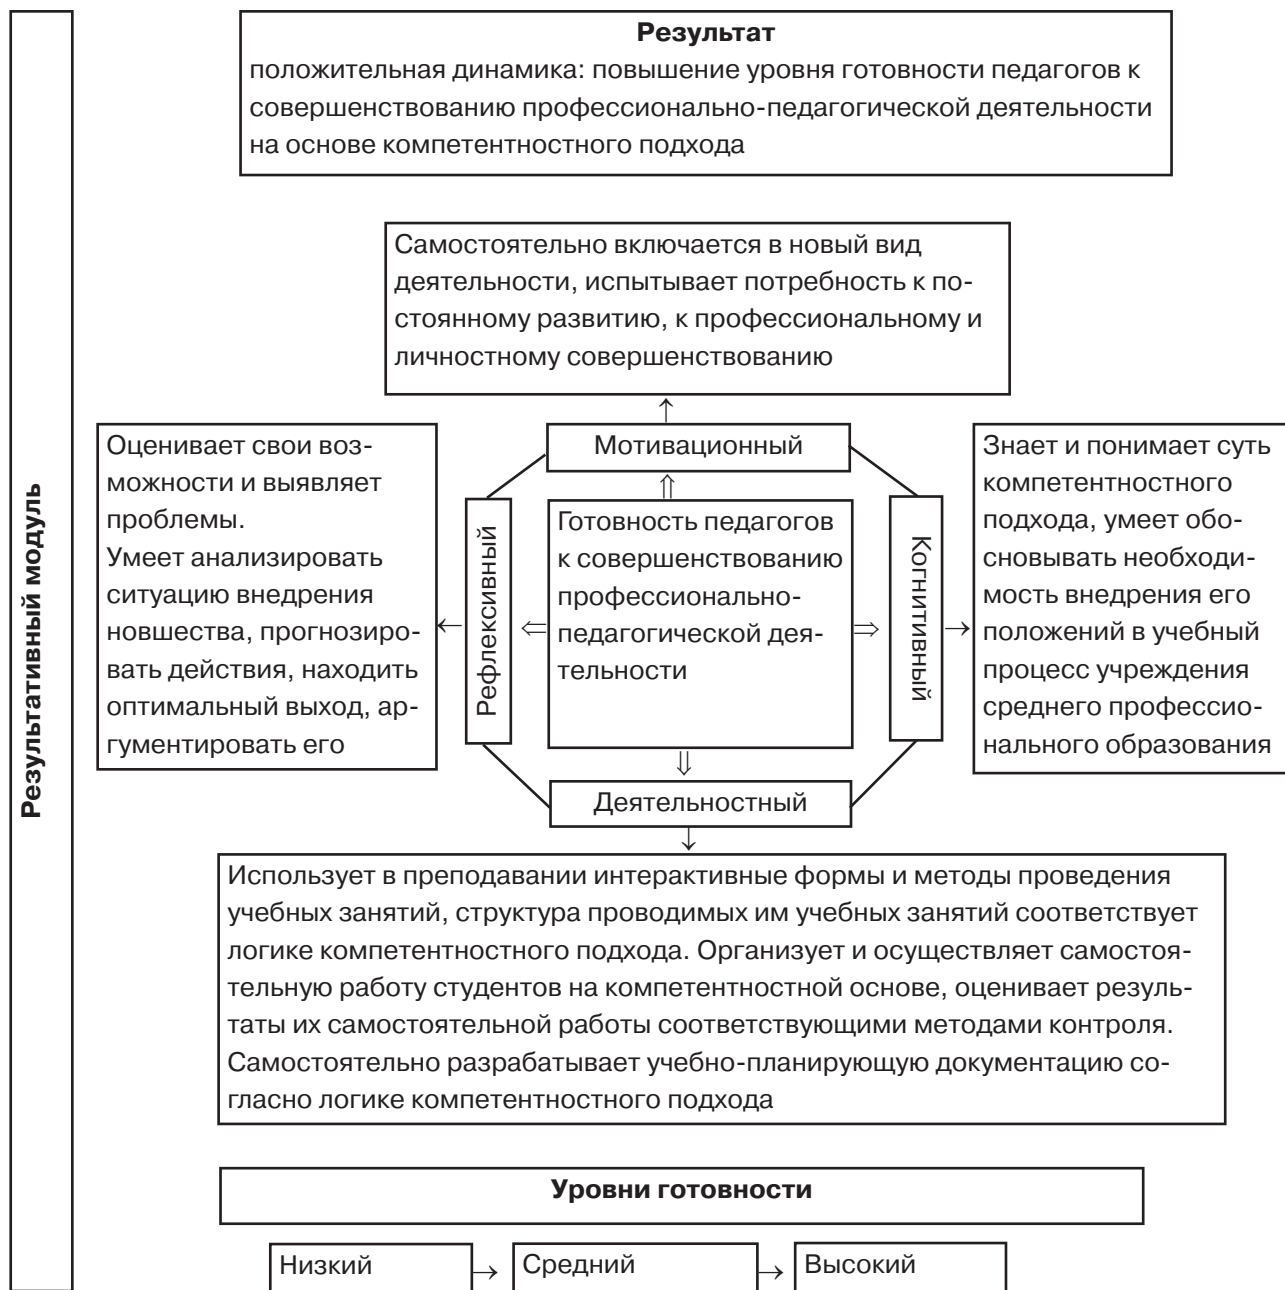 Результативный модуль
Результат
положительная динамика: повышение уровня готовности педагогов к
совершенствованию профессионально-педагогической деятельности
на основе компетентностного подхода
Самостоятельно включается в новый вид
деятельности, испытывает потребность к по-
стоянному развитию, к профессиональному и
личностному совершенствованию
↑
Оценивает свои воз-
можности и выявляет
проблемы.
Умеет анализировать
ситуацию внедрения
новшества, прогнозиро-
вать действия, находить
оптимальный выход, ар-
гументировать его
←
Рефлексивный
⇐
Мотивационный
⇑
Готовность педагогов
к совершенствованию
профессионально-
педагогической дея-
тельности
⇓
Деятельностный
↓
⇒
Когнитивный
→
Знает и понимает суть
компетентностного
подхода, умеет обо-
сновывать необходи-
мость внедрения его
положений в учебный
процесс учреждения
среднего профессио-
нального образования
Использует в преподавании интерактивные формы и методы проведения
учебных занятий, структура проводимых им учебных занятий соответствует
логике компетентностного подхода. Организует и осуществляет самостоя-
тельную работу студентов на компетентностной основе, оценивает резуль-
таты их самостоятельной работы соответствующими методами контроля.
Самостоятельно разрабатывает учебно-планирующую документацию со-
гласно логике компетентностного подхода
Уровни готовности
Низкий → Средний → Высокий